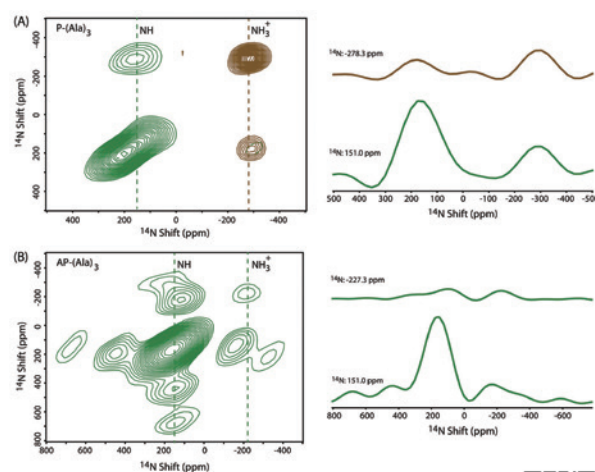 (A)
P-(Ala)3
NH
NH3+
-400
-200
0
200
400
14N Shift (ppm)
400
200
0
-200
-400
14N Shift (ppm)
14N: -278.3 ppm
14N:151.0 ppm
500
400
300
200
100
0
-100
-200
-300
-400
-50
14N Shift (ppm)
(B)
AP-(Ala)3
NH
NH3+
-400
-200
0
200
400
600
800
14N Shift (ppm)
800
600
400
200
0
-200
-400
14N Shift (ppm)
14N:-227.3 ppm
14N:151.0 ppm
800
600
400
200
0
-200
-400
-600
14N Shift (ppm)